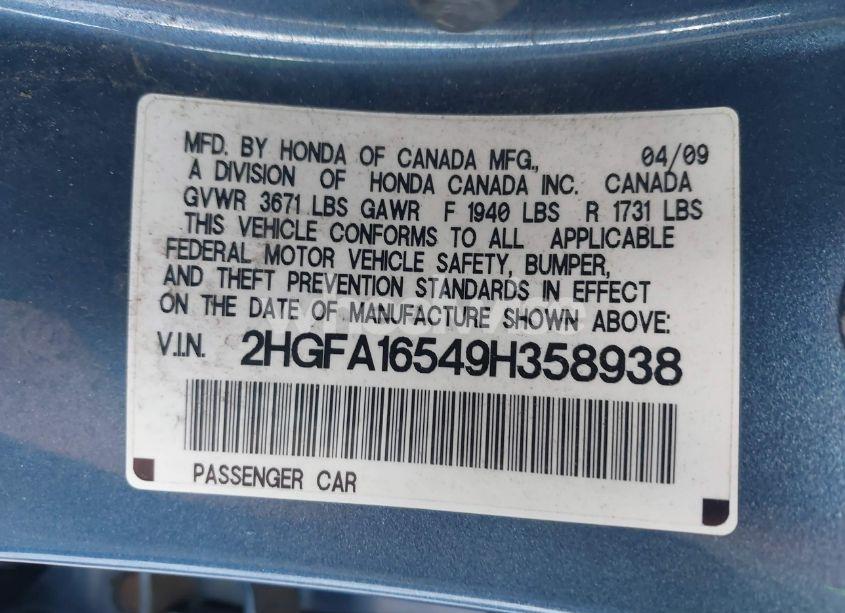 MFD. BY HONDA OF CANADA MFG., 04/09
A DIVISION OF HONDA CANADA INC. CANADA
GVWR 3671 LBS GAWR F 1940 LBS R 1731 LBS
THIS VEHICLE CONFORMS TO ALL APPLICABLE
FEDERAL MOTOR VEHICLE SAFETY, BUMPER,
AND THEFT PREVENTION STANDARDS IN EFFECT
ON THE DATE OF MANUFACTURE SHOWN ABOVE:
V.I.N. 2HGFA16549H358938
PASSENGER CAR